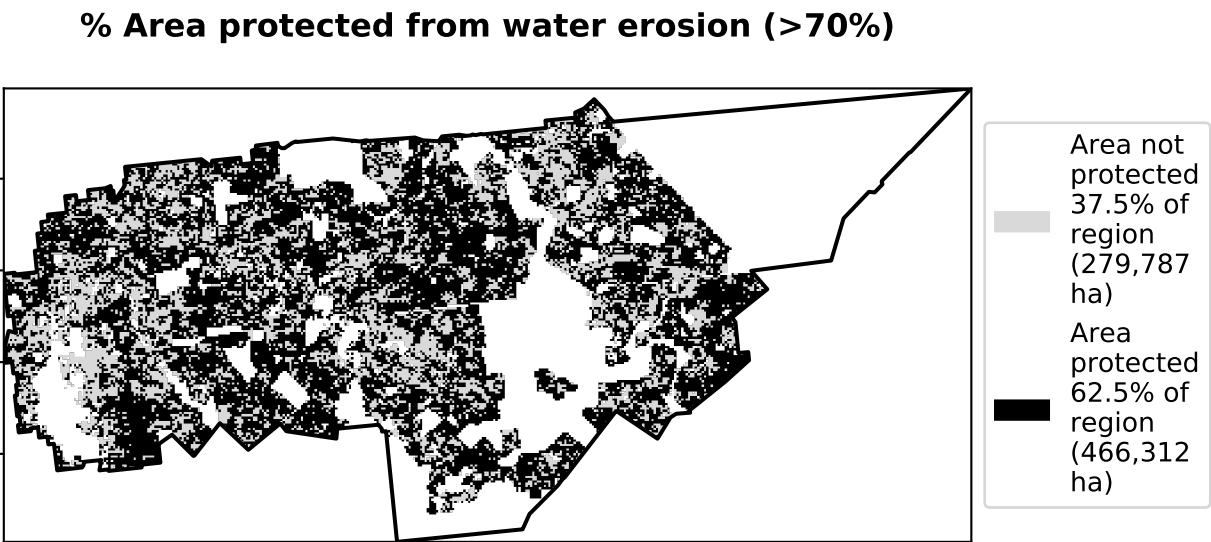 % Area protected from water erosion (>70%)
Area not
protected
37.5% of
region
(279,787
ha)
Area
protected
62.5% of
region
(466,312
ha)